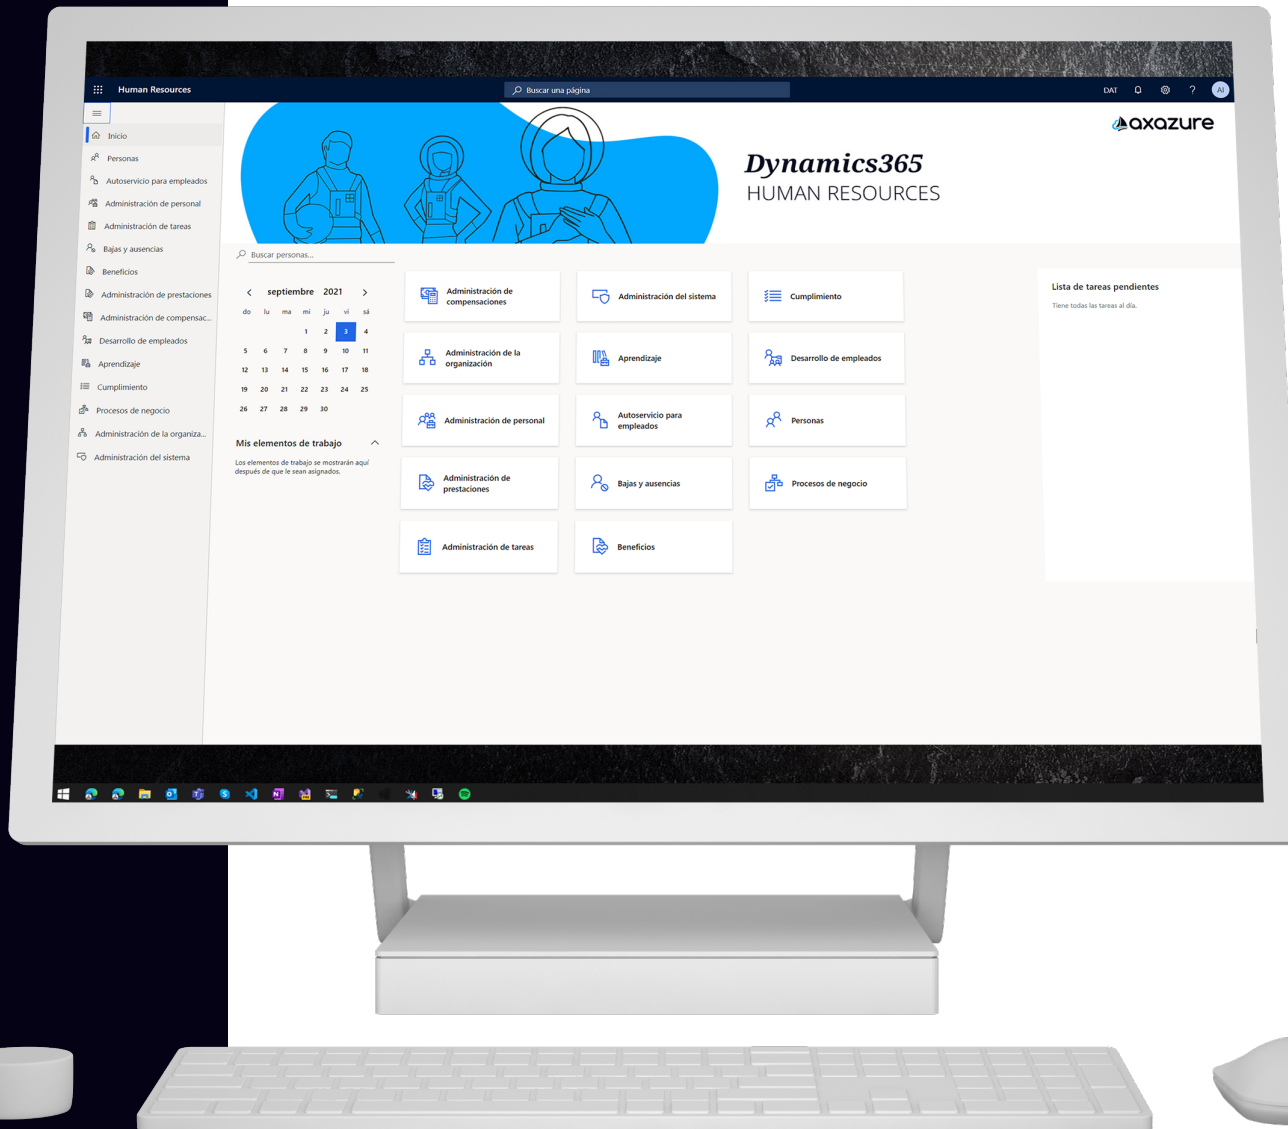 Human Resources
Buscar una página
DAT
?
AI
Inicio
Personas
Autoservicio para empleados
Administración de personal
Administración de tareas
Bajas y ausencias
Beneficios
Administración de prestaciones
Administración de compensac...
Desarrollo de empleados
Aprendizaje
Cumplimiento
Procesos de negocio
Administración de la organiza...
Administración del sistema
axazure
Dynamics365
HUMAN RESOURCES
Buscar personas...
septiembre 2021
do lu ma mi ju vi sá
1 2 3 4
5 6 7 8 9 10 11
12 13 14 15 16 17 18
19 20 21 22 23 24 25
26 27 28 29 30
Mis elementos de trabajo
Los elementos de trabajo se mostrarán aquí
después de que le sean asignados.
Administración de
compensaciones
Administración del sistema
Cumplimiento
Administración de la
organización
Aprendizaje
Desarrollo de empleados
Administración de personal
Autoservicio para
empleados
Personas
Administración de
prestaciones
Bajas y ausencias
Procesos de negocio
Administración de tareas
Beneficios
Lista de tareas pendientes
Tiene todas las tareas al día.